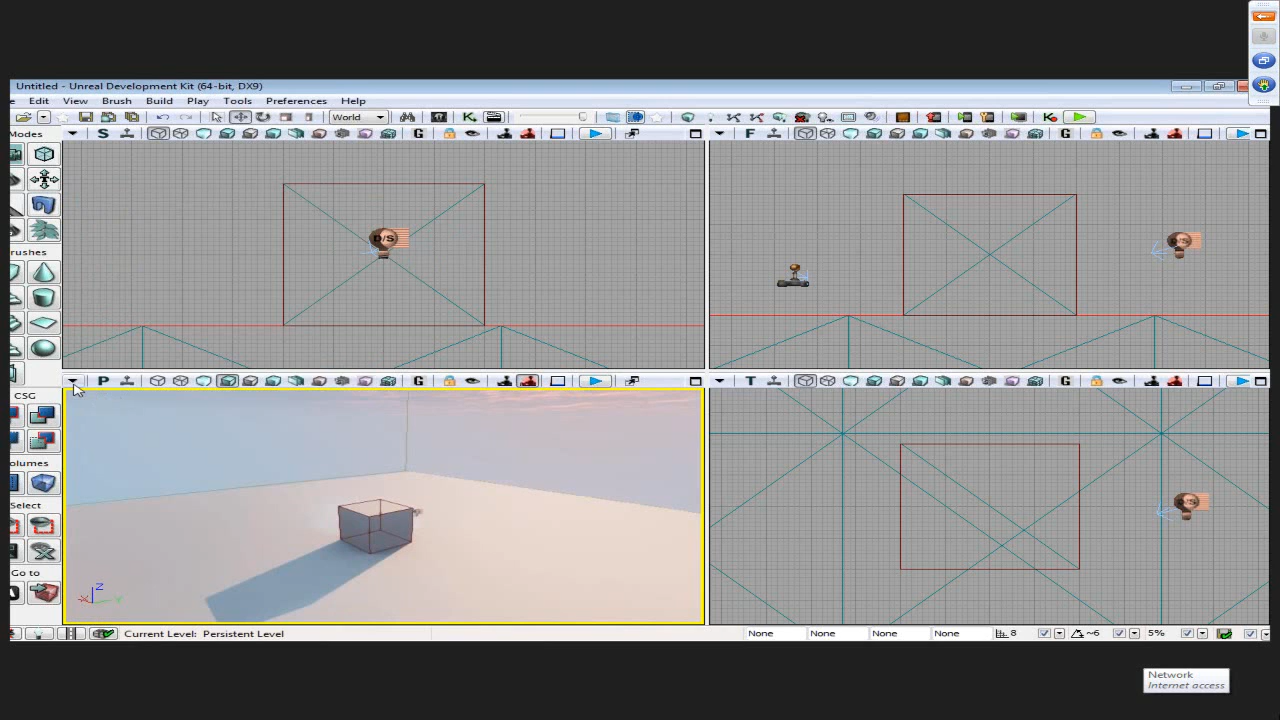 Untitled - Unreal Development Kit (64-bit, DX9)
e Edit View Brush Build Play Tools Preferences Help
World
Modes
S G
F G
D/S
rushes
P G
T G
CSG
olumes
Select
Go to
Z
X
Y
Current Level: Persistent Level
None None None None 8 ~6 5%
Network
Internet access